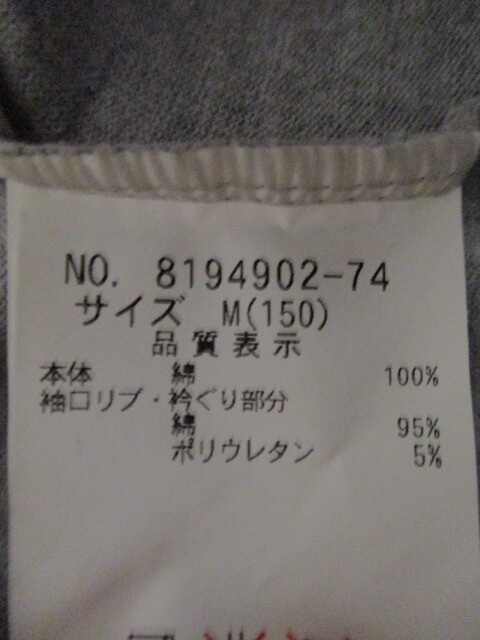 NO. 8194902-74
サイズ M(150)
品質表示
本体 綿 100%
袖口リブ・衿ぐり部分
綿 95%
ポリウレタン 5%